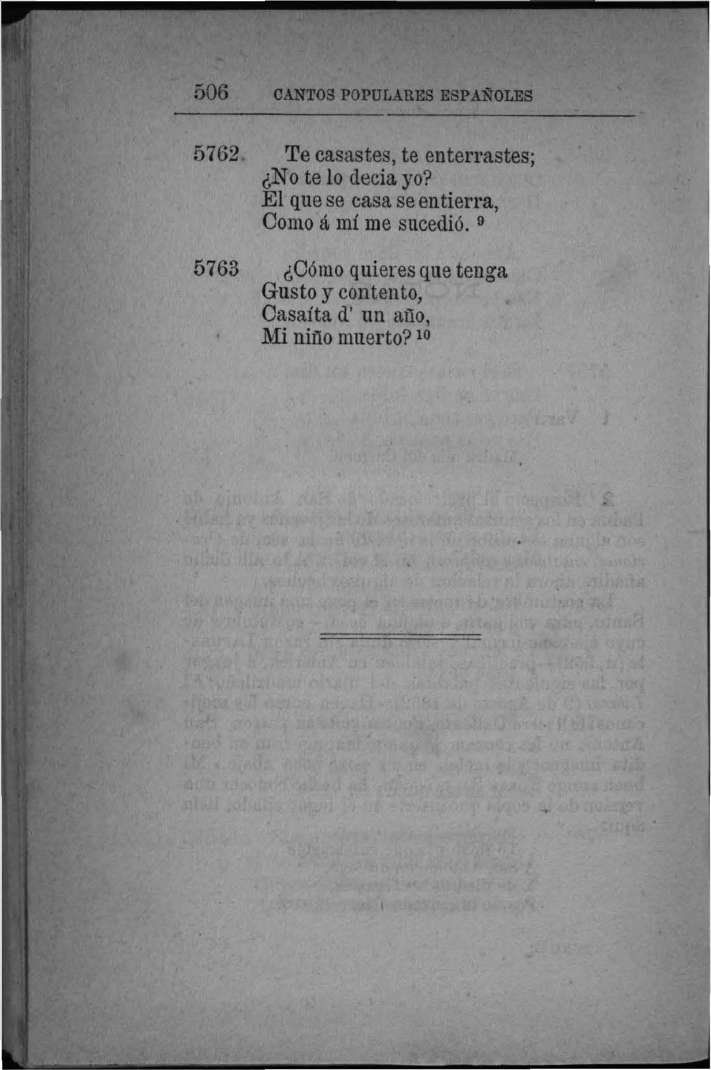 506 CANTOS POPULARES ESPAÑOLES
5762. Te casastes, te enterrastes;
¿No te lo decia yo?
El que se casa se entierra,
Como á mí me sucedió. 9
5763 ¿Cómo quieres que tenga
Gusto y contento,
Casaíta d' un año,
Mi niño muerto? 10